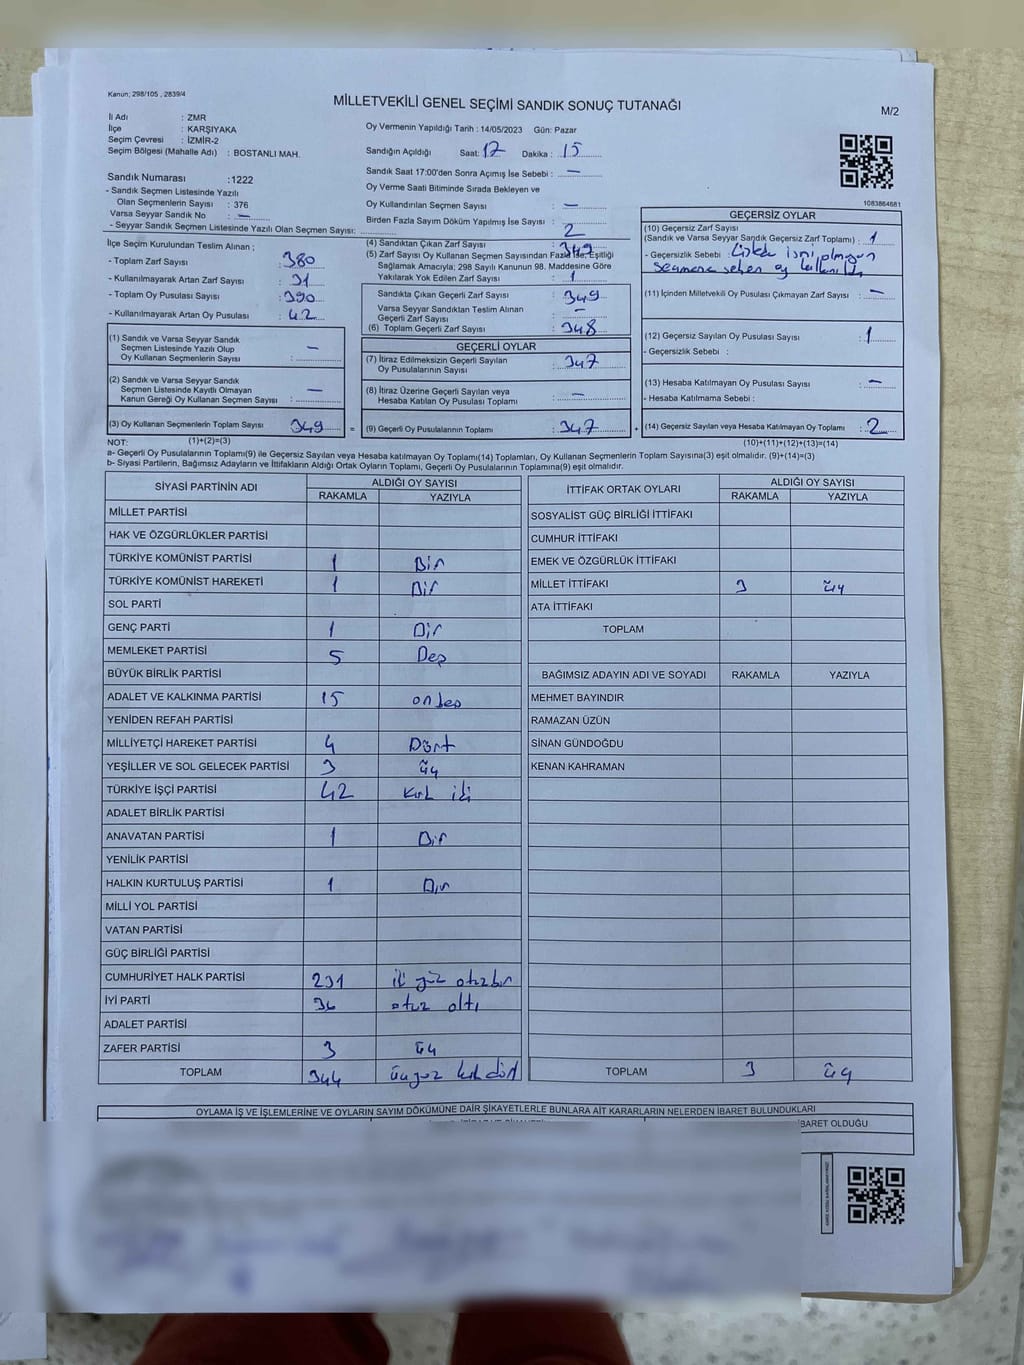 Kanun; 298/105 , 2839/4
MİLLETVEKİLİ GENEL SEÇİMİ SANDIK SONUÇ TUTANAĞI
M/2
İl Adı : ZMR
İlçe : KARŞIYAKA
Seçim Çevresi : İZMİR-2
Seçim Bölgesi (Mahalle Adı) : BOSTANLI MAH.
Oy Vermenin Yapıldığı Tarih : 14/05/2023 Gün: Pazar
Sandığın Açıldığı Saat: 17 Dakika : 15
Sandık Saat 17:00'den Sonra Açımış İse Sebebi : —
Oy Verme Saati Bitiminde Sırada Bekleyen ve
Oy Kullandırılan Seçmen Sayısı : —
Birden Fazla Sayım Döküm Yapılmış İse Sayısı : 2
1083864681
Sandık Numarası :1222
- Sandık Seçmen Listesinde Yazılı
Olan Seçmenlerin Sayısı : 376
Varsa Seyyar Sandık No : —
- Seyyar Sandık Seçmen Listesinde Yazılı Olan Seçmen Sayısı:
İlçe Seçim Kurulundan Teslim Alınan ;
- Toplam Zarf Sayısı : 380
- Kullanılmayarak Artan Zarf Sayısı : 31
- Toplam Oy Pusulası Sayısı : 390
- Kullanılmayarak Artan Oy Pusulası : 42
(1) Sandık ve Varsa Seyyar Sandık
Seçmen Listesinde Yazılı Olup
Oy Kullanan Seçmenlerin Sayısı : —
(2) Sandık ve Varsa Seyyar Sandık
Seçmen Listesinde Kayıtlı Olmayan
Kanun Gereği Oy Kullanan Seçmen Sayısı : —
(3) Oy Kullanan Seçmenlerin Toplam Sayısı 349 =
(4) Sandıktan Çıkan Zarf Sayısı : 349
(5) Zarf Sayısı Oy Kullanan Seçmen Sayısından Fazla İse, Eşitliği
Sağlamak Amacıyla; 298 Sayılı Kanunun 98. Maddesine Göre
Yakılarak Yok Edilen Zarf Sayısı : 1
Sandıkta Çıkan Geçerli Zarf Sayısı : 349
Varsa Seyyar Sandıktan Teslim Alınan
Geçerli Zarf Sayısı : —
(6) Toplam Geçerli Zarf Sayısı : 348
GEÇERLİ OYLAR
(7) İtiraz Edilmeksizin Geçerli Sayılan
Oy Pusulalarının Sayısı : 347
(8) İtiraz Üzerine Geçerli Sayılan veya
Hesaba Katılan Oy Pusulası Toplamı : —
(9) Geçerli Oy Pusulalarının Toplamı : 347 +
GEÇERSİZ OYLAR
(10) Geçersiz Zarf Sayısı
(Sandık ve Varsa Seyyar Sandık Geçersiz Zarf Toplamı) : 1
- Geçersizlik Sebebi : Listede ismi olmayan
seçmene sehven oy
(11) İçinden Milletvekili Oy Pusulası Çıkmayan Zarf Sayısı : —
(12) Geçersiz Sayılan Oy Pusulası Sayısı : 1
- Geçersizlik Sebebi :
(13) Hesaba Katılmayan Oy Pusulası Sayısı : —
- Hesaba Katılmama Sebebi :
(14) Geçersiz Sayılan veya Hesaba Katılmayan Oy Toplamı : 2
NOT: (1)+(2)=(3)
(10)+(11)+(12)+(13)=(14)
a- Geçerli Oy Pusulalarının Toplamı(9) ile Geçersiz Sayılan veya Hesaba Katılmayan Oy Toplamı(14) Toplamları, Oy Kullanan Seçmenlerin Toplam Sayısına(3) eşit olmalıdır. (9)+(14)=(3)
b- Siyasi Partilerin, Bağımsız Adayların ve İttifakların Aldığı Ortak Oyların Toplamı, Geçerli Oy Pusulalarının Toplamına(9) eşit olmalıdır.
SİYASİ PARTİNİN ADI ALDIĞI OY SAYISI
RAKAMLA YAZIYLA
MİLLET PARTİSİ
HAK VE ÖZGÜRLÜKLER PARTİSİ
TÜRKİYE KOMÜNİST PARTİSİ 1 Bir
TÜRKİYE KOMÜNİST HAREKETİ 1 Bir
SOL PARTİ
GENÇ PARTİ 1 Bir
MEMLEKET PARTİSİ 5 Beş
BÜYÜK BİRLİK PARTİSİ
ADALET VE KALKINMA PARTİSİ 15 onbeş
YENİDEN REFAH PARTİSİ
MİLLİYETÇİ HAREKET PARTİSİ 4 Dört
YEŞİLLER VE SOL GELECEK PARTİSİ 3 üç
TÜRKİYE İŞÇİ PARTİSİ 42 kırk iki
ADALET BİRLİK PARTİSİ
ANAVATAN PARTİSİ 1 Bir
YENİLİK PARTİSİ
HALKIN KURTULUŞ PARTİSİ 1 Bir
MİLLİ YOL PARTİSİ
VATAN PARTİSİ
GÜÇ BİRLİĞİ PARTİSİ
CUMHURİYET HALK PARTİSİ 231 iki yüz otuzbir
İYİ PARTİ 36 otuz altı
ADALET PARTİSİ
ZAFER PARTİSİ 3 üç
TOPLAM 344 üçyüz kırk dört
İTTİFAK ORTAK OYLARI ALDIĞI OY SAYISI
RAKAMLA YAZIYLA
SOSYALİST GÜÇ BİRLİĞİ İTTİFAKI
CUMHUR İTTİFAKI
EMEK VE ÖZGÜRLÜK İTTİFAKI
MİLLET İTTİFAKI 3 üç
ATA İTTİFAKI
TOPLAM
BAĞIMSIZ ADAYIN ADI VE SOYADI RAKAMLA YAZIYLA
MEHMET BAYINDIR
RAMAZAN ÜZÜN
SİNAN GÜNDOĞDU
KENAN KAHRAMAN
TOPLAM 3 üç
OYLAMA İŞ VE İŞLEMLERİNE VE OYLARIN SAYIM DÖKÜMÜNE DAİR ŞİKAYETLERLE BUNLARA AİT KARARLARIN NELERDEN İBARET BULUNDUKLARI
İBARET OLDUĞU